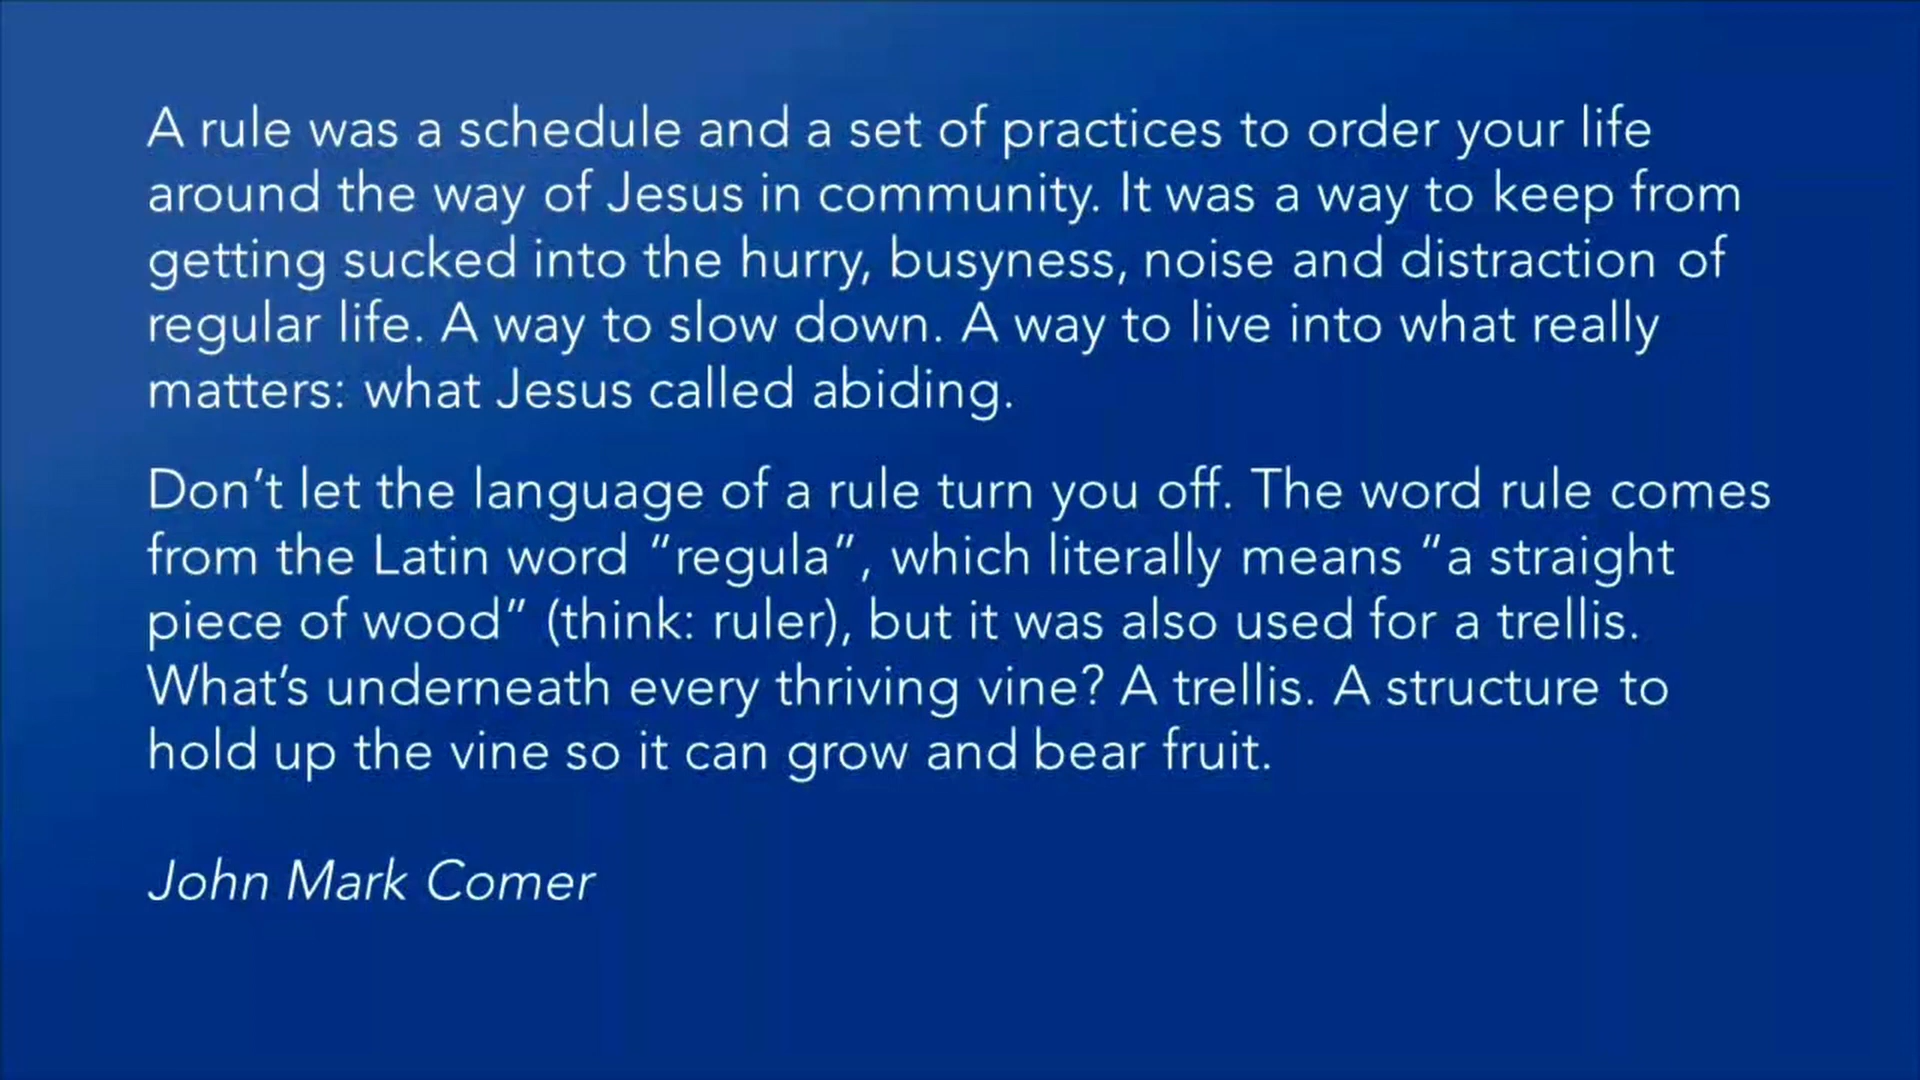 A rule was a schedule and a set of practices to order your life
around the way of Jesus in community. It was a way to keep from
getting sucked into the hurry, busyness, noise and distraction of
regular life. A way to slow down. A way to live into what really
matters: what Jesus called abiding.
Don’t let the language of a rule turn you off. The word rule comes
from the Latin word “regula”, which literally means “a straight
piece of wood” (think: ruler), but it was also used for a trellis.
What’s underneath every thriving vine? A trellis. A structure to
hold up the vine so it can grow and bear fruit.
John Mark Comer